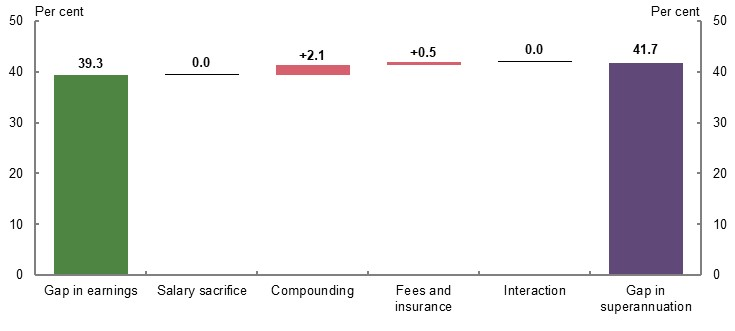 Per cent Per cent
50 50
39.3 0.0 +2.1 +0.5 0.0 41.7
40 40
30 30
20 20
10 10
0 0
Gap in earnings Salary sacrifice Compounding Fees and Interaction Gap in
insurance superannuation